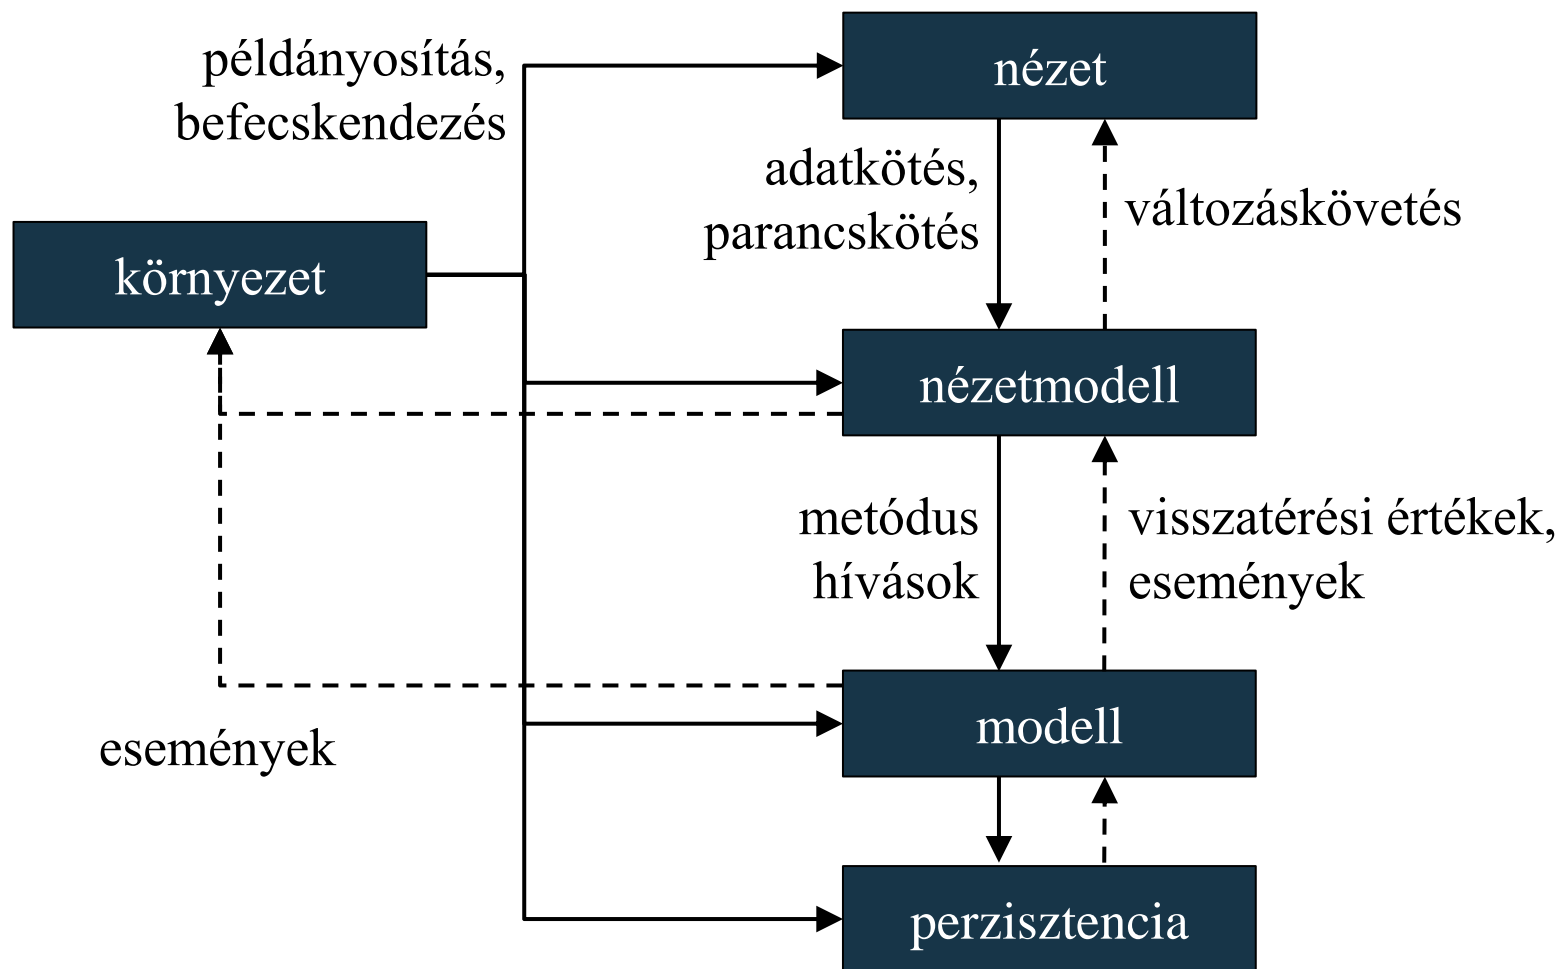 példányosítás,
befecskendezés
nézet
adatkötés,
parancskötés
változáskövetés
környezet
nézetmodell
metódus
hívások
visszatérési értékek,
események
modell
események
perzisztencia